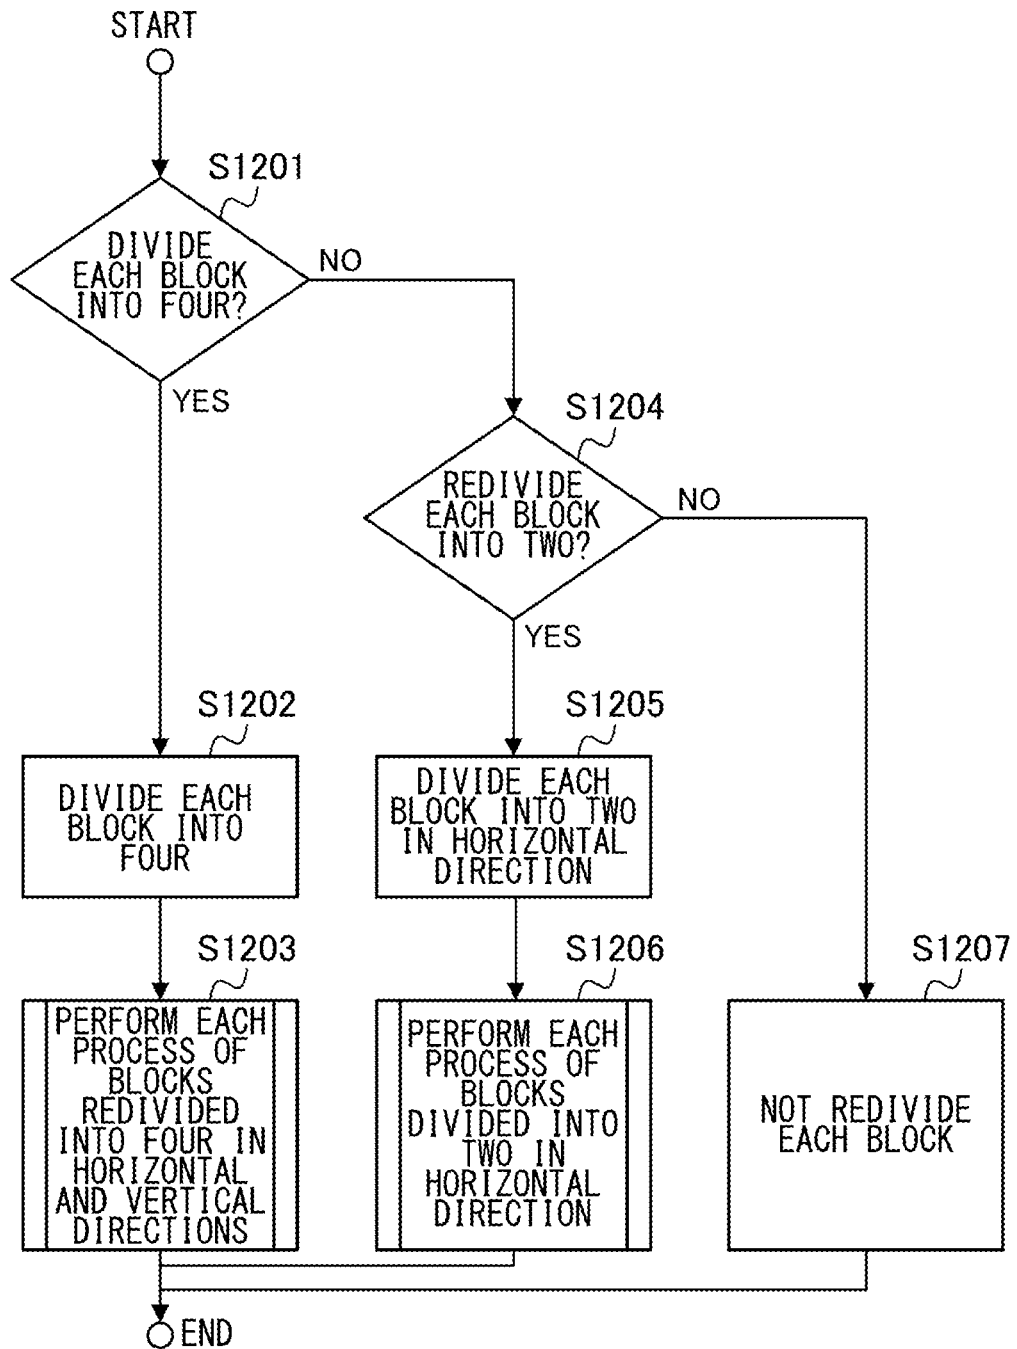 START
S1201
DIVIDE
EACH BLOCK
INTO FOUR?
NO
YES
S1204
REDIVIDE
EACH BLOCK
INTO TWO?
NO
YES
S1202
DIVIDE EACH
BLOCK INTO
FOUR
S1205
DIVIDE EACH
BLOCK INTO TWO
IN HORIZONTAL
DIRECTION
S1203
PERFORM EACH
PROCESS OF
BLOCKS
REDIVIDED
INTO FOUR IN
HORIZONTAL
AND VERTICAL
DIRECTIONS
S1206
PERFORM EACH
PROCESS OF
BLOCKS
DIVIDED INTO
TWO IN
HORIZONTAL
DIRECTION
S1207
NOT REDIVIDE
EACH BLOCK
END